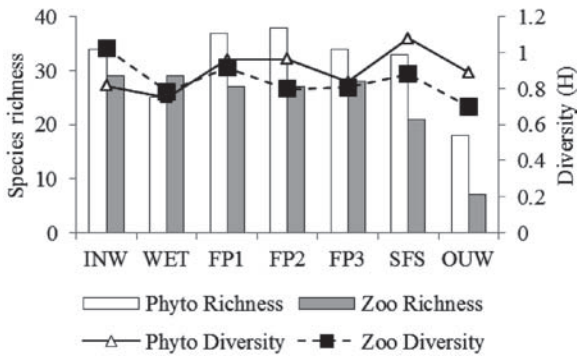 40
30
20
10
0
Species richness
1.2
1
0.8
0.6
0.4
0.2
0
Diversity (H)
INW WET FP1 FP2 FP3 SFS OUW
Phyto Richness Zoo Richness
Phyto Diversity Zoo Diversity